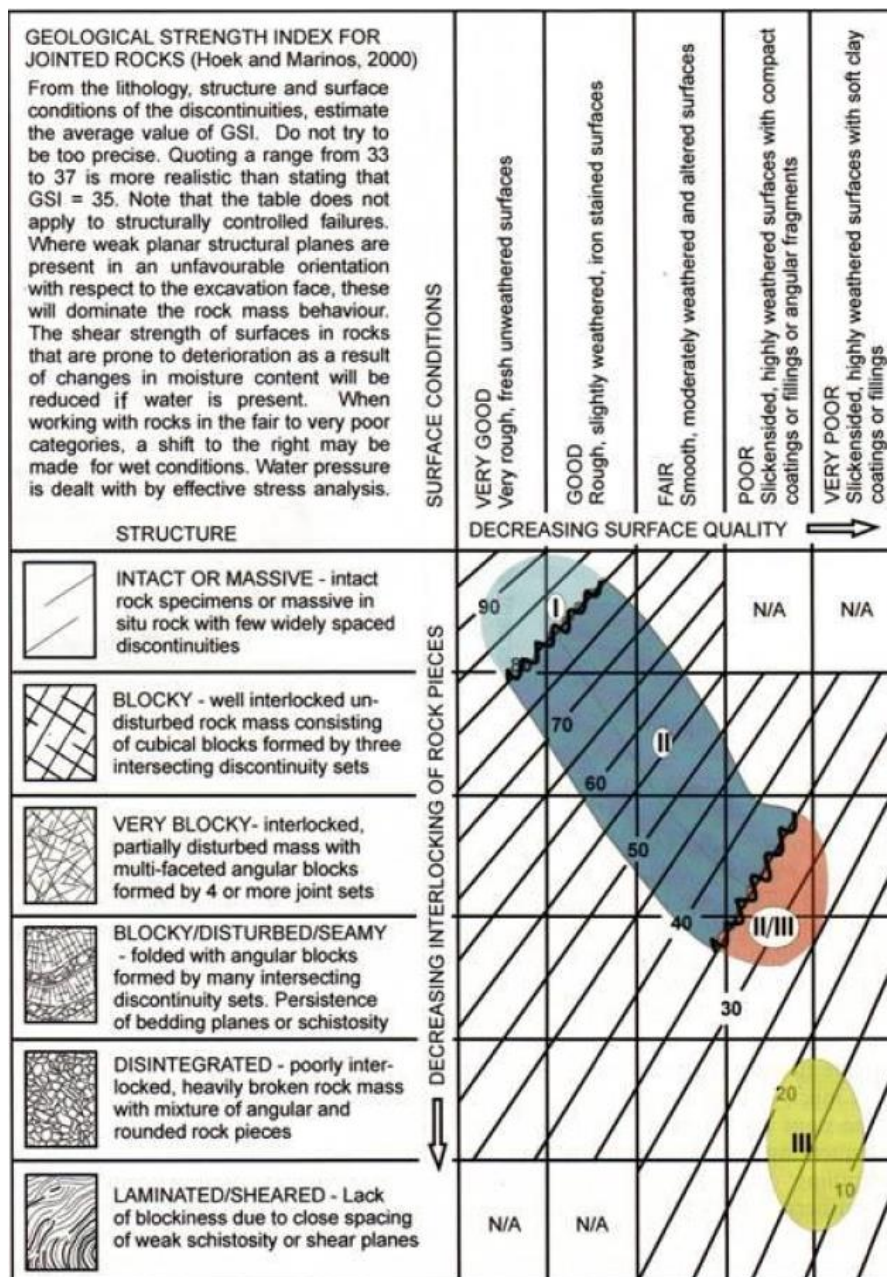 GEOLOGICAL STRENGTH INDEX FOR
JOINTED ROCKS (Hoek and Marinos, 2000)
From the lithology, structure and surface
conditions of the discontinuities, estimate
the average value of GSI. Do not try to
be too precise. Quoting a range from 33
to 37 is more realistic than stating that
GSI = 35. Note that the table does not
apply to structurally controlled failures.
Where weak planar structural planes are
present in an unfavourable orientation
with respect to the excavation face, these
will dominate the rock mass behaviour.
The shear strength of surfaces in rocks
that are prone to deterioration as a result
of changes in moisture content will be
reduced if water is present. When
working with rocks in the fair to very poor
categories, a shift to the right may be
made for wet conditions. Water pressure
is dealt with by effective stress analysis.
STRUCTURE
SURFACE CONDITIONS
VERY GOOD
Very rough, fresh unweathered surfaces
GOOD
Rough, slightly weathered, iron stained surfaces
FAIR
Smooth, moderately weathered and altered surfaces
POOR
Slickensided, highly weathered surfaces with compact
coatings or fillings or angular fragments
VERY POOR
Slickensided, highly weathered surfaces with soft clay
coatings or fillings
DECREASING SURFACE QUALITY
DECREASING INTERLOCKING OF ROCK PIECES
INTACT OR MASSIVE - intact
rock specimens or massive in
situ rock with few widely spaced
discontinuities
90
I
N/A
N/A
BLOCKY - well interlocked un-
disturbed rock mass consisting
of cubical blocks formed by three
intersecting discontinuity sets
70
II
60
VERY BLOCKY- interlocked,
partially disturbed mass with
multi-faceted angular blocks
formed by 4 or more joint sets
50
BLOCKY/DISTURBED/SEAMY
- folded with angular blocks
formed by many intersecting
discontinuity sets. Persistence
of bedding planes or schistosity
40
II/III
30
DISINTEGRATED - poorly inter-
locked, heavily broken rock mass
with mixture of angular and
rounded rock pieces
20
III
LAMINATED/SHEARED - Lack
of blockiness due to close spacing
of weak schistosity or shear planes
N/A
N/A
10